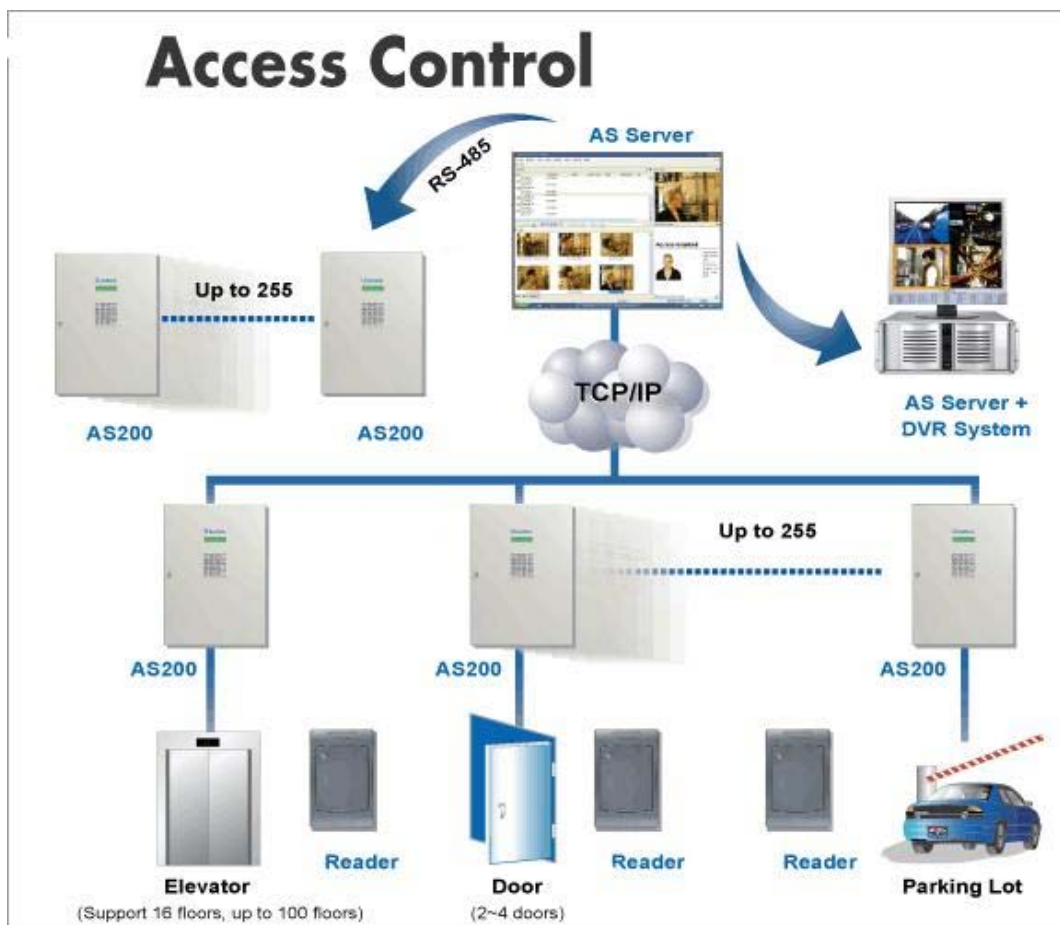 Access Control
AS Server
RS-485
Up to 255
AS200
AS200
TCP/IP
AS Server +
DVR System
Up to 255
AS200
AS200
AS200
Reader
Reader
Reader
Elevator
(Support 16 floors, up to 100 floors)
Door
(2~4 doors)
Parking Lot